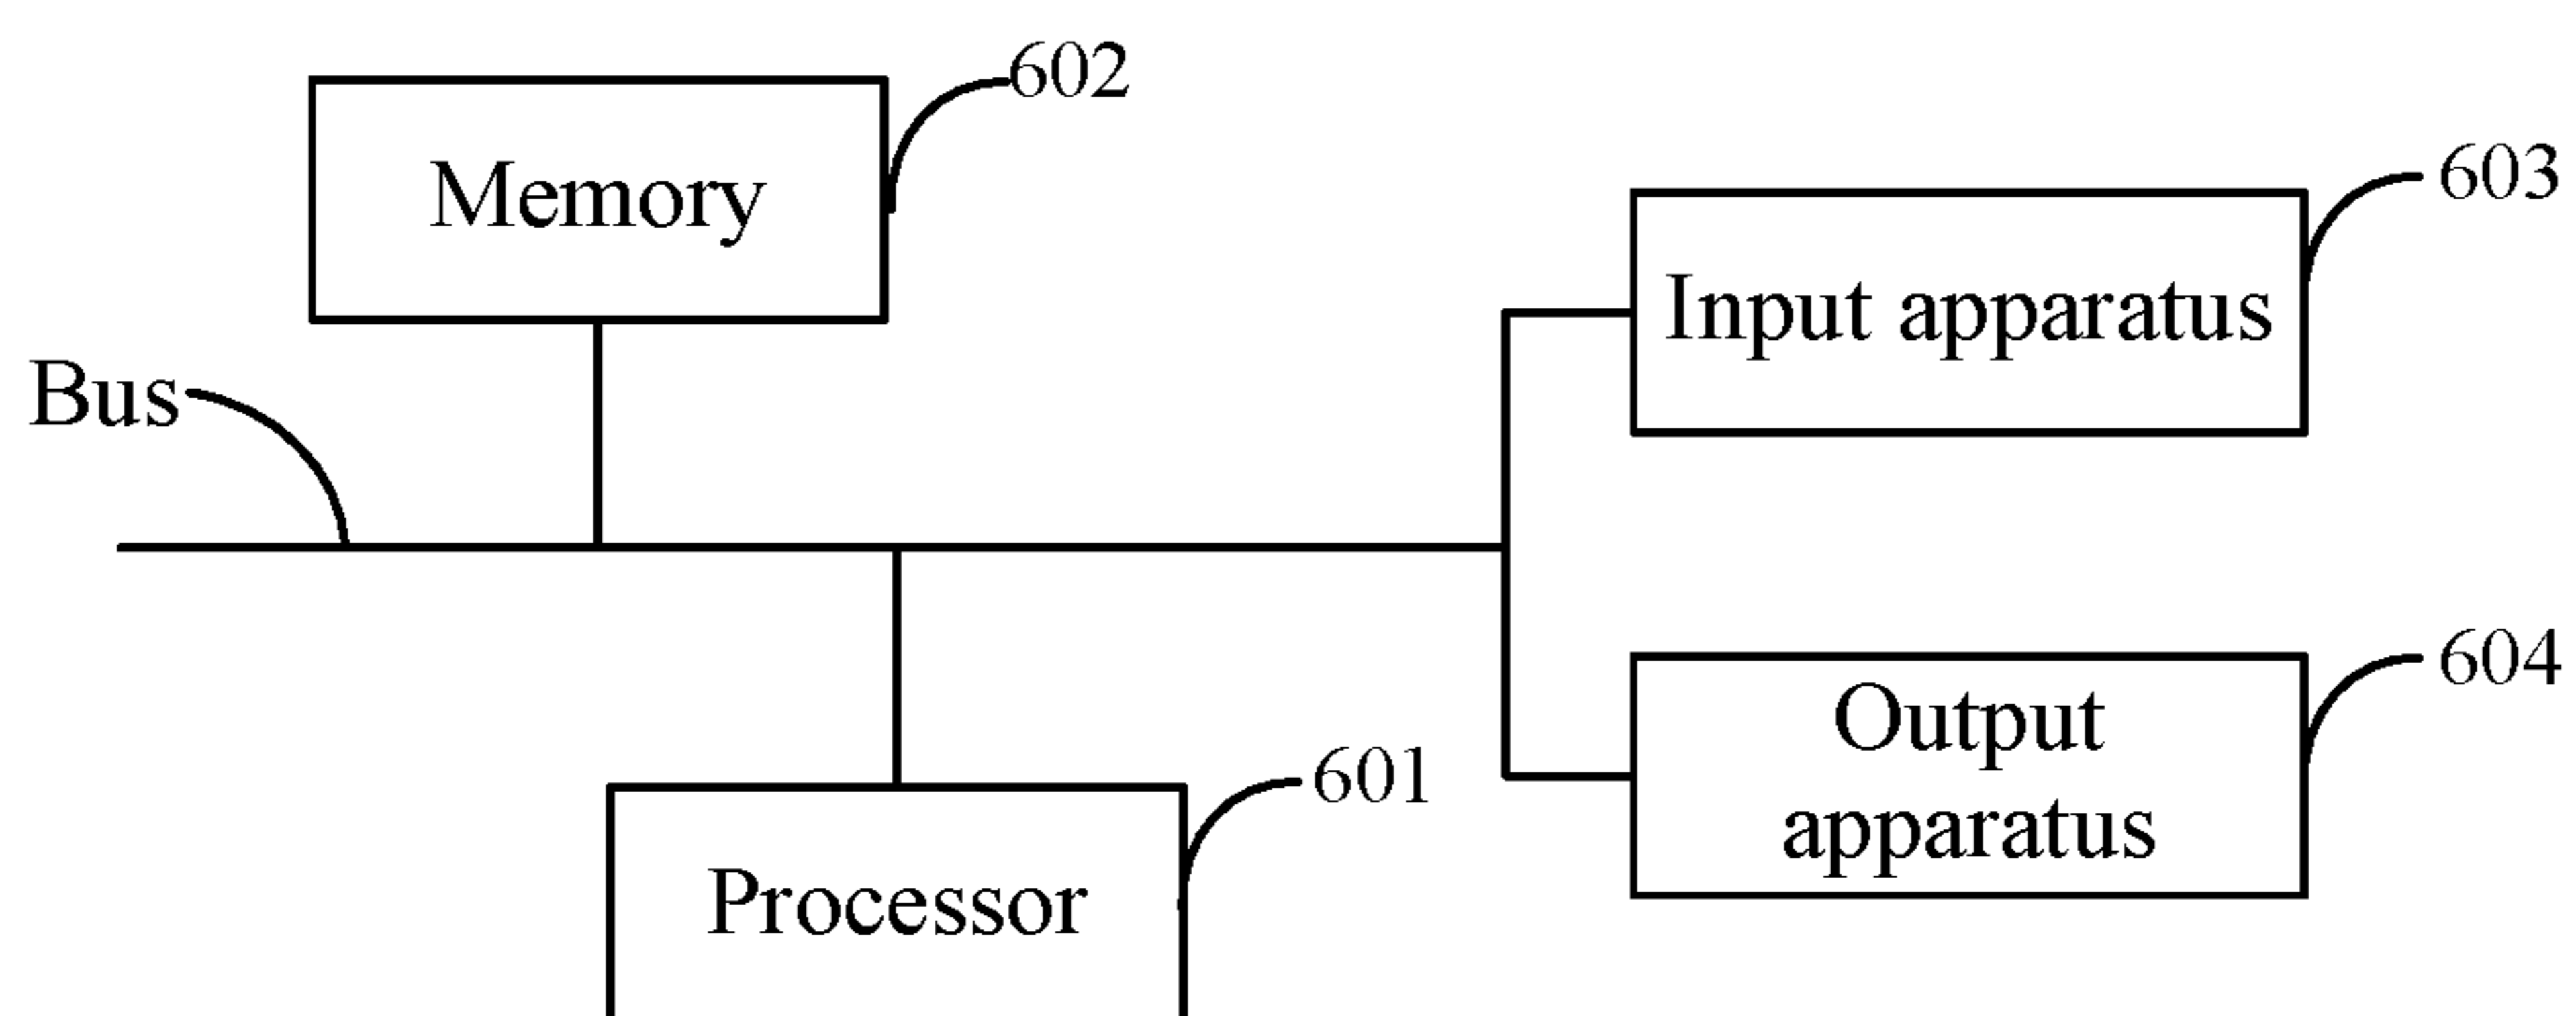 602
Memory
603
Input apparatus
Bus
604
Output
apparatus
601
Processor